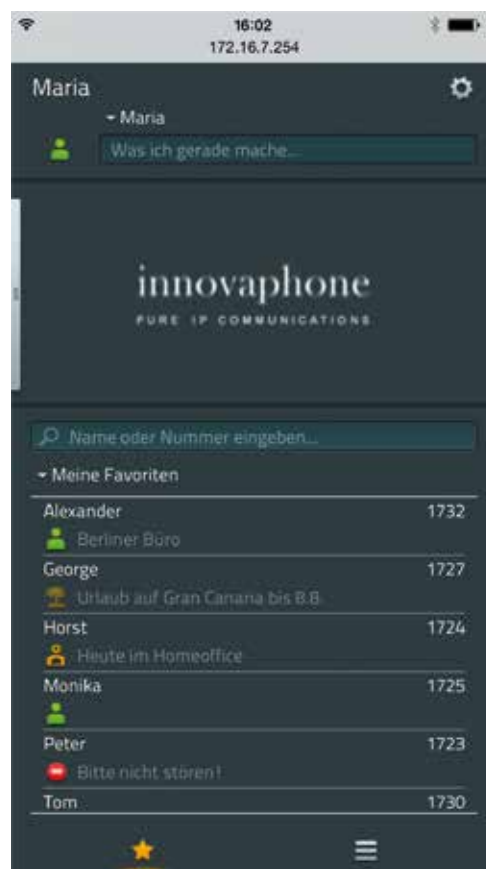 16:02
172.16.7.254
Maria
Maria
Was ich gerade mache...
innovaphone
PURE IP COMMUNICATIONS
Name oder Nummer eingeben...
Meine Favoriten
Alexander 1732
Berliner Büro
George 1727
Urlaub auf Gran Canaria bis 8.8.
Horst 1724
Heute im Homeoffice
Monika 1725
Peter 1723
Bitte nicht stören!
Tom 1730